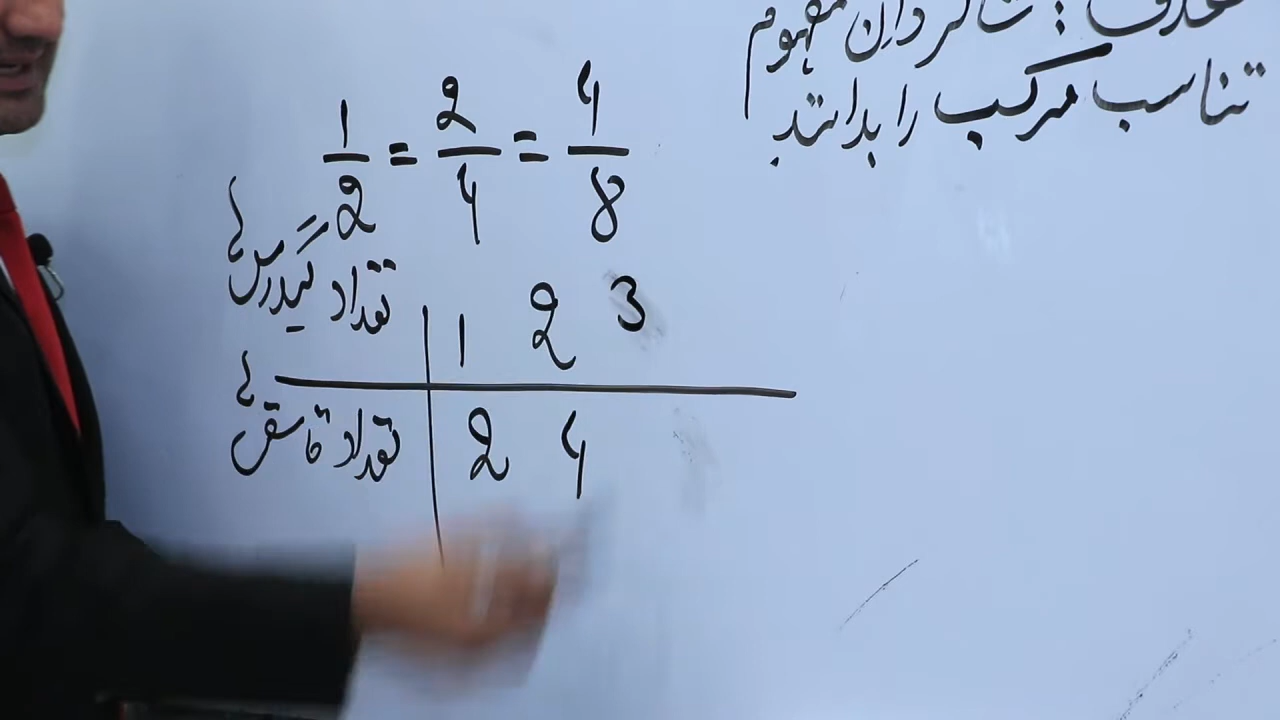 هدف : شاگردان مفهوم
تناسب مرکب را بدانند
1/2 = 2/4 = 4/8
تعداد گیلاس ها 1 2 3
تعداد قاشق ها 2 4